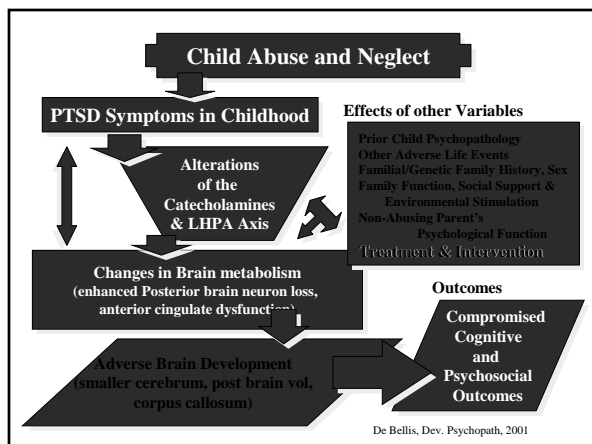 Child Abuse and Neglect
PTSD Symptoms in Childhood
Alterations
of the
Catecholamines
& LHPA Axis
Effects of other Variables
Prior Child Psychopathology
Other Adverse Life Events
Familial/Genetic Family History, Sex
Family Function, Social Support &
Environmental Stimulation
Non-Abusing Parent's
Psychological Function
Treatment & Intervention
Changes in Brain metabolism
(enhanced Posterior brain neuron loss,
anterior cingulate dysfunction)
Adverse Brain Development
(smaller cerebrum, post brain vol,
corpus callosum)
Outcomes
Compromised
Cognitive
and
Psychosocial
Outcomes
De Bellis, Dev. Psychopath, 2001